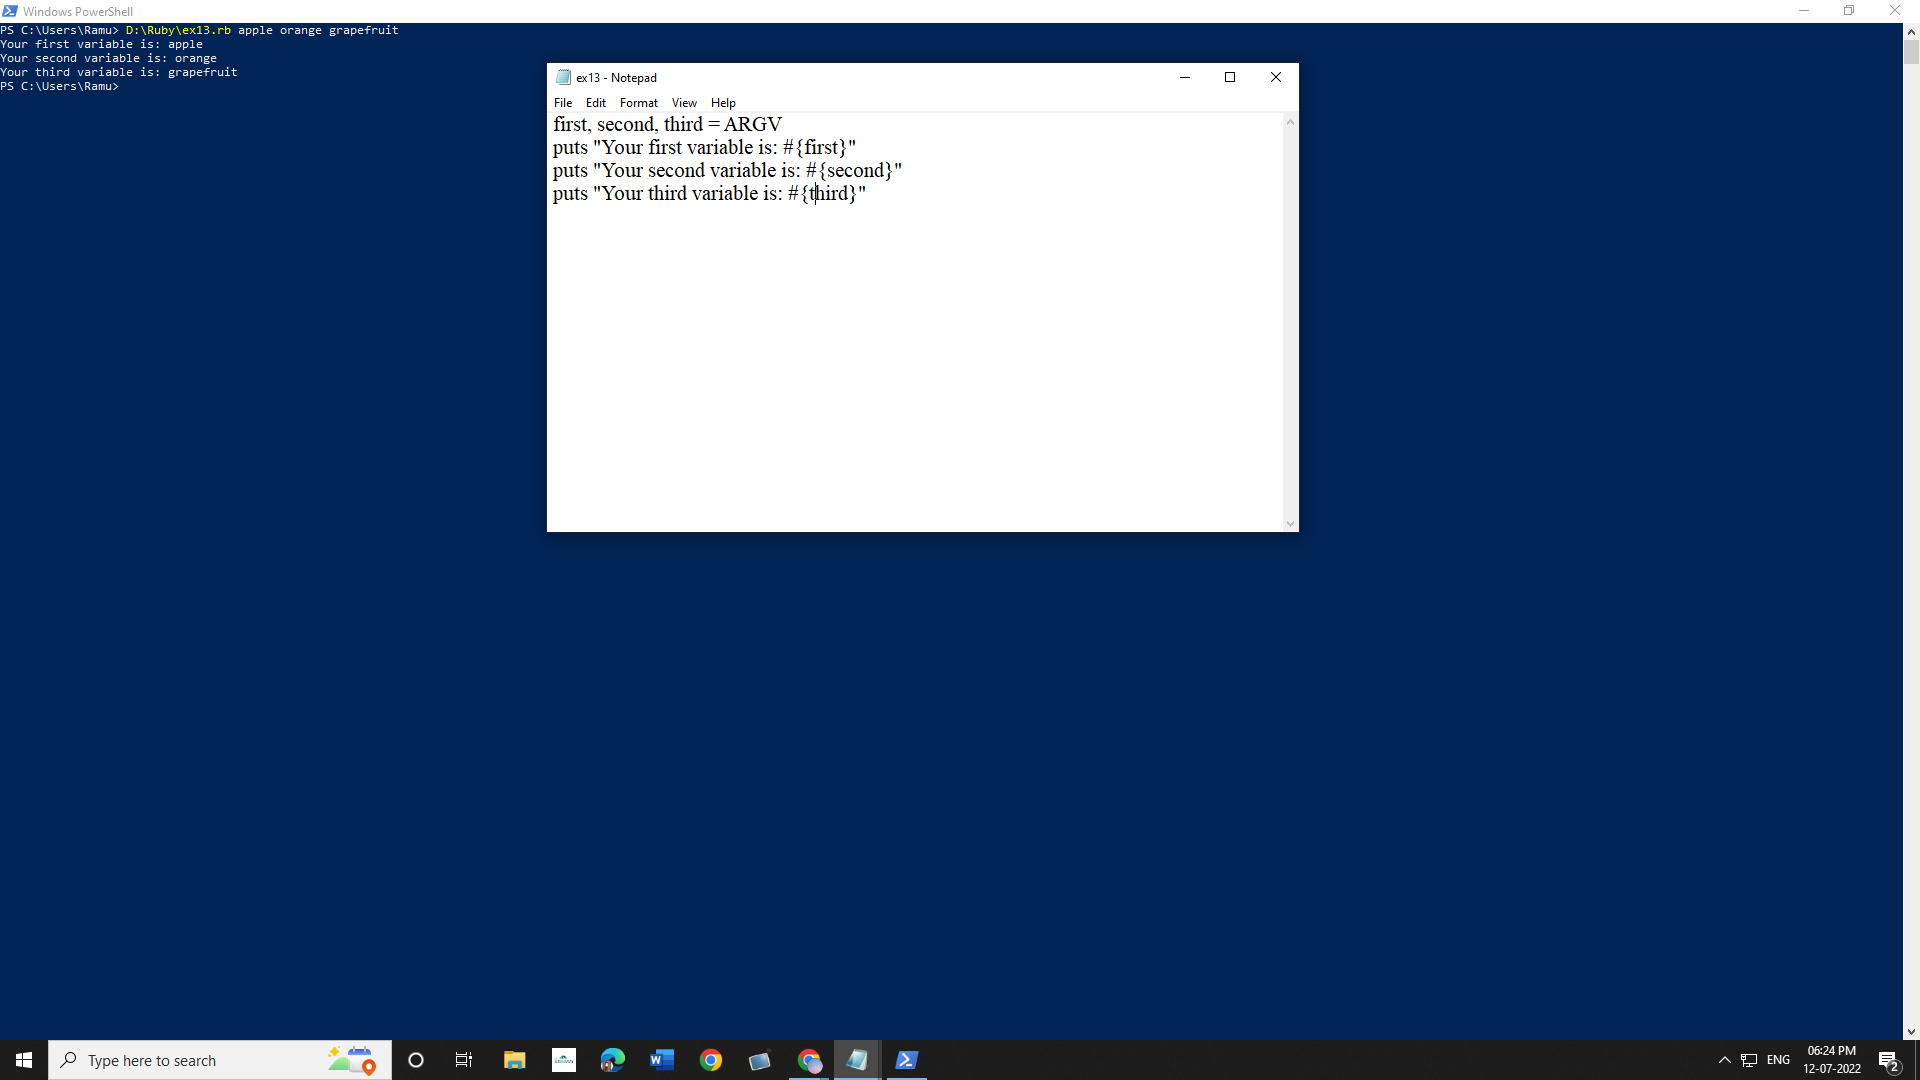 Windows PowerShell
PS C:\Users\Ramu> D:\Ruby\ex13.rb apple orange grapefruit
Your first variable is: apple
Your second variable is: orange
Your third variable is: grapefruit
PS C:\Users\Ramu>
ex13 - Notepad
File Edit Format View Help
first, second, third = ARGV
puts "Your first variable is: #{first}"
puts "Your second variable is: #{second}"
puts "Your third variable is: #{third}"
Type here to search
ENG
06:24 PM
12-07-2022
2